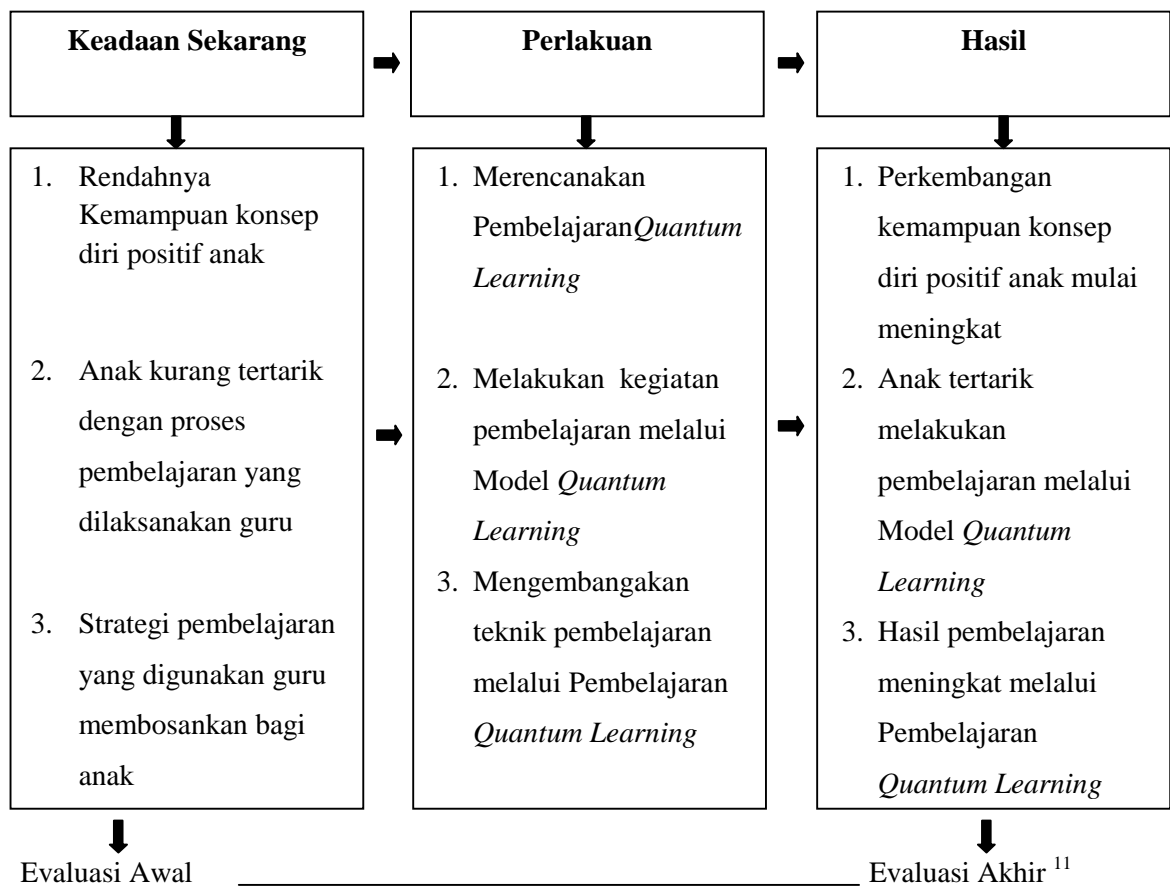 Keadaan Sekarang
Perlakuan
Hasil
1. Rendahnya
Kemampuan konsep
diri positif anak
2. Anak kurang tertarik
dengan proses
pembelajaran yang
dilaksanakan guru
3. Strategi pembelajaran
yang digunakan guru
membosankan bagi
anak
1. Merencanakan
PembelajaranQuantum
Learning
2. Melakukan kegiatan
pembelajaran melalui
Model Quantum
Learning
3. Mengembangakan
teknik pembelajaran
melalui Pembelajaran
Quantum Learning
1. Perkembangan
kemampuan konsep
diri positif anak mulai
meningkat
2. Anak tertarik
melakukan
pembelajaran melalui
Model Quantum
Learning
3. Hasil pembelajaran
meningkat melalui
Pembelajaran
Quantum Learning
Evaluasi Awal
Evaluasi Akhir 11